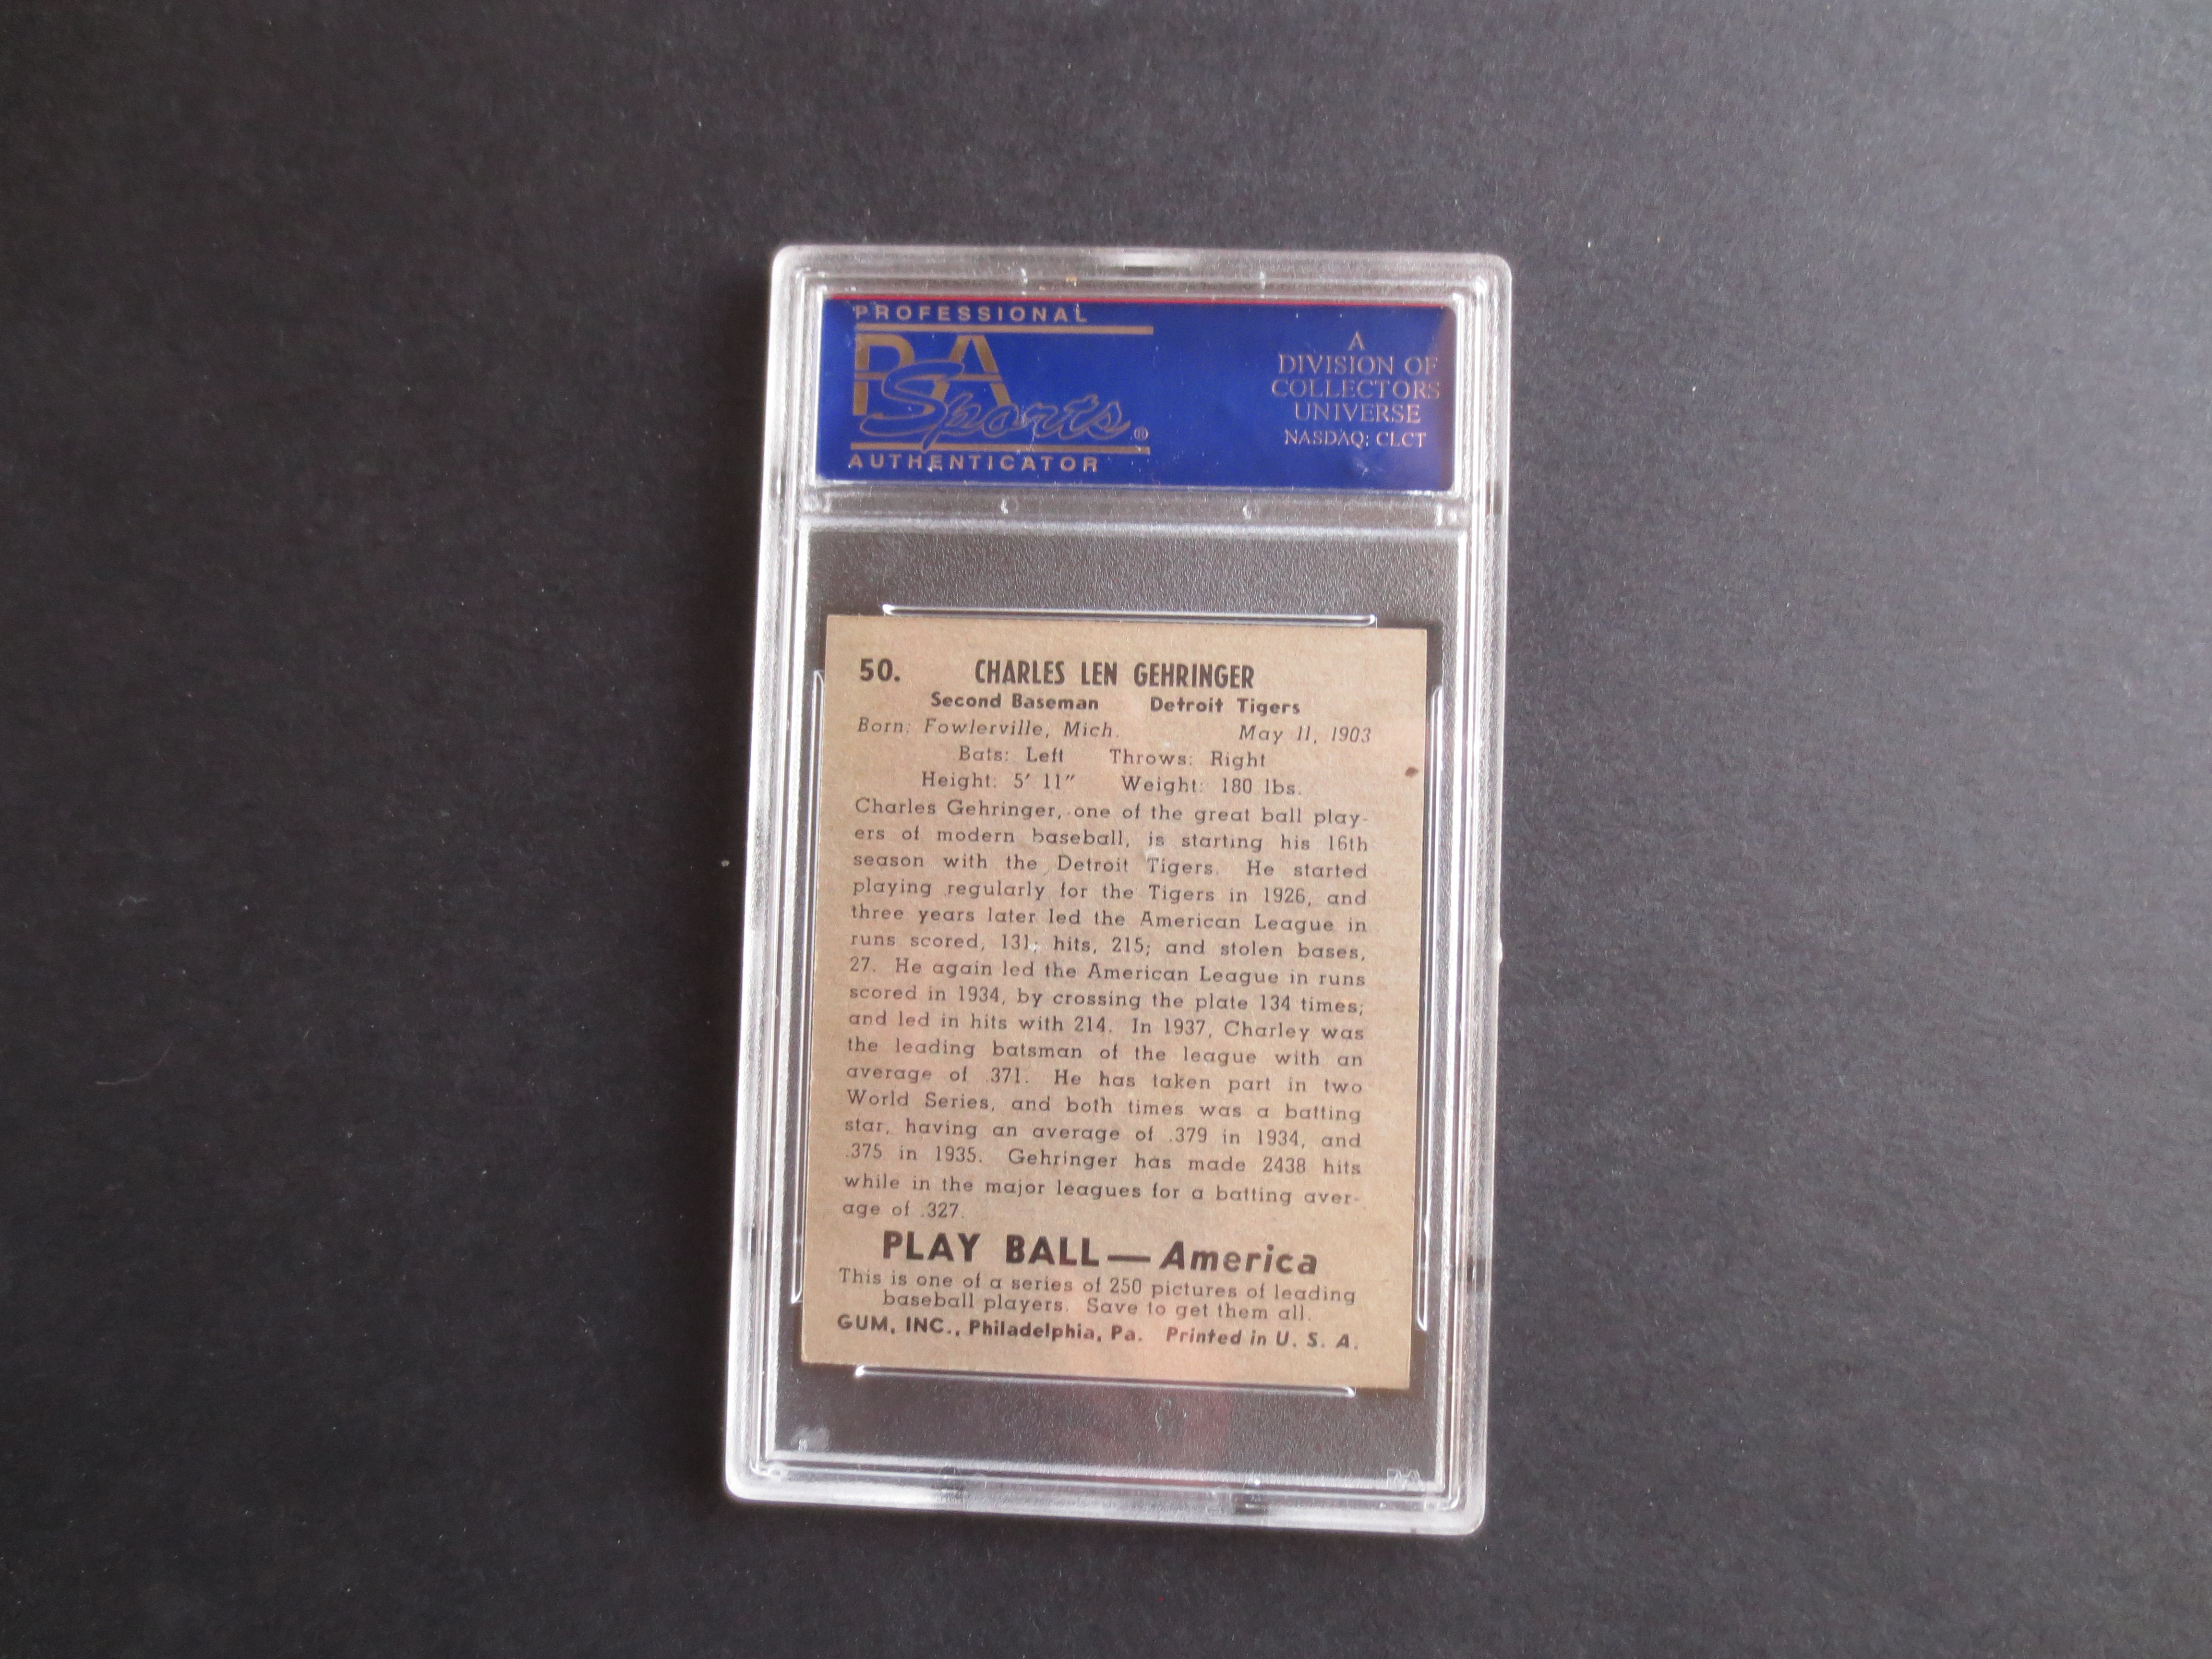 PROFESSIONAL
PSA
Sports®
AUTHENTICATOR
A
DIVISION OF
COLLECTORS
UNIVERSE
NASDAQ: CLCT
50. CHARLES LEN GEHRINGER
Second Baseman Detroit Tigers
Born: Fowlerville, Mich. May 11, 1903
Bats: Left Throws: Right
Height: 5' 11" Weight: 180 lbs.
Charles Gehringer, one of the great ball play-
ers of modern baseball, is starting his 16th
season with the Detroit Tigers. He started
playing regularly for the Tigers in 1926, and
three years later led the American League in
runs scored, 131; hits, 215; and stolen bases,
27. He again led the American League in runs
scored in 1934, by crossing the plate 134 times;
and led in hits with 214. In 1937, Charley was
the leading batsman of the league with an
average of .371. He has taken part in two
World Series, and both times was a batting
star, having an average of .379 in 1934, and
.375 in 1935. Gehringer has made 2438 hits
while in the major leagues for a batting aver-
age of .327.
PLAY BALL—America
This is one of a series of 250 pictures of leading
baseball players. Save to get them all.
GUM, INC., Philadelphia, Pa. Printed in U. S. A.
PSA